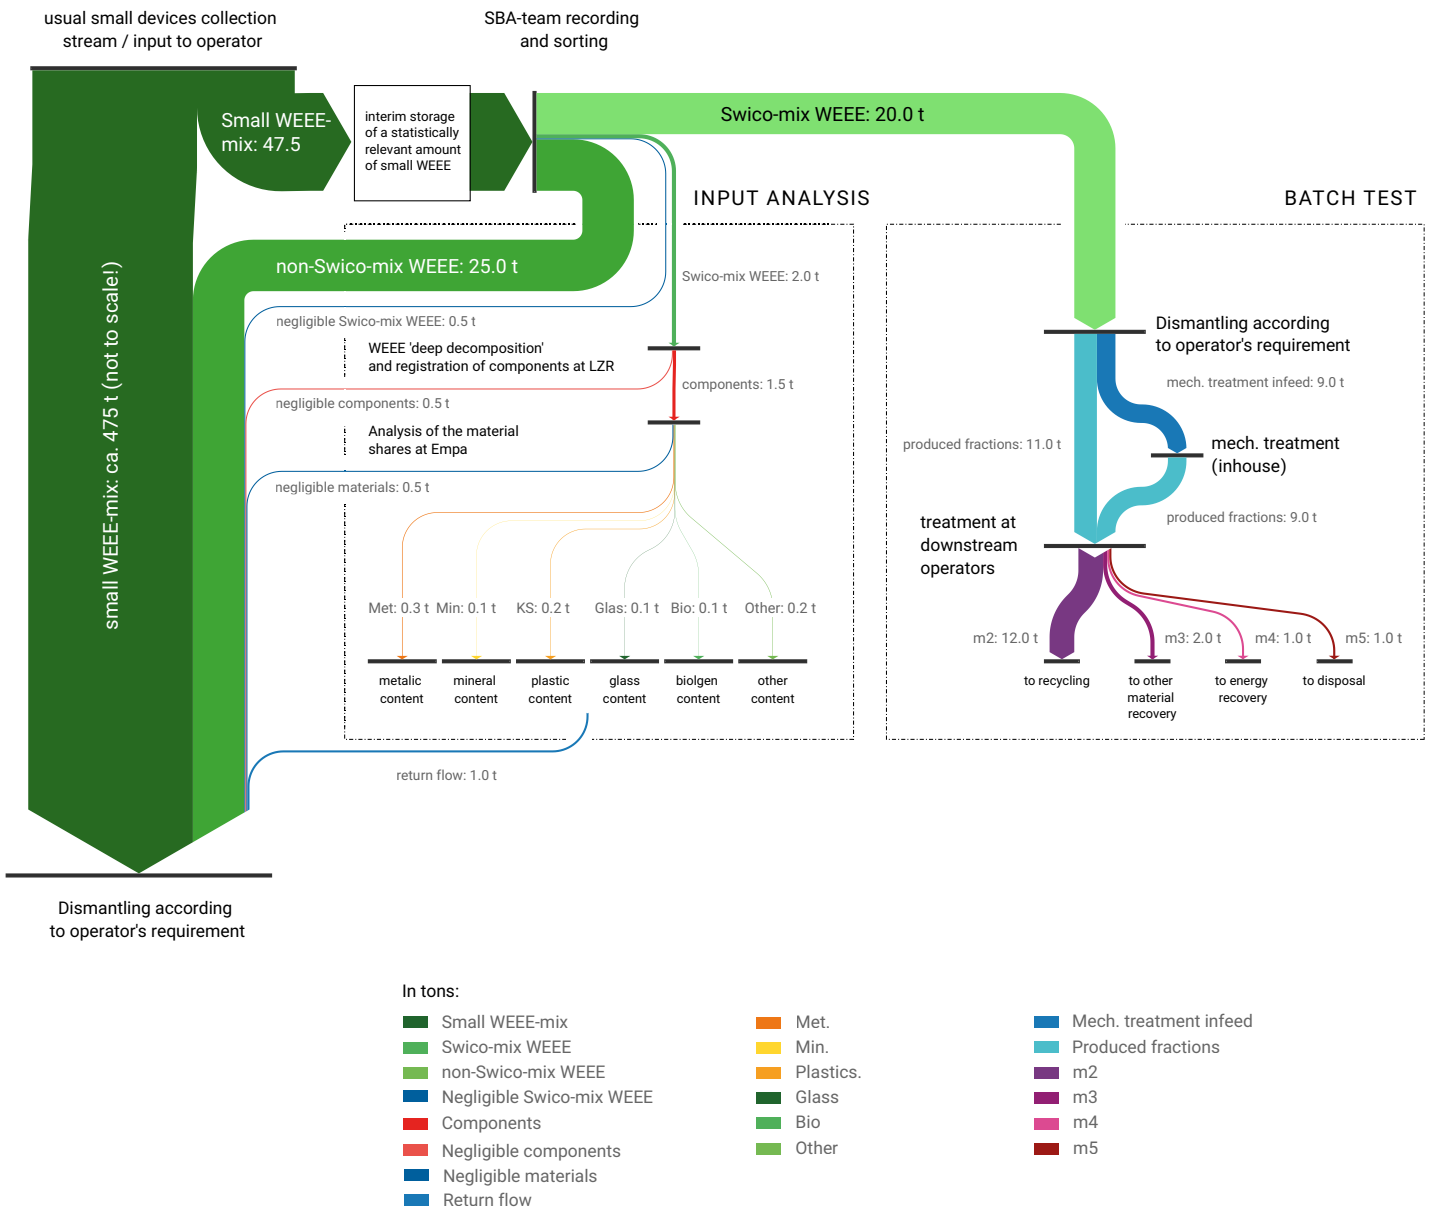 usual small devices collection
stream / input to operator
SBA-team recording
and sorting
Small WEEE-
mix: 47.5
interim storage
of a statistically
relevant amount
of small WEEE
Swico-mix WEEE: 20.0 t
INPUT ANALYSIS
BATCH TEST
non-Swico-mix WEEE: 25.0 t
Swico-mix WEEE: 2.0 t
negligible Swico-mix WEEE: 0.5 t
small WEEE-mix: ca. 475 t (not to scale!)
WEEE 'deep decomposition'
and registration of components at LZR
components: 1.5 t
negligible components: 0.5 t
Analysis of the material
shares at Empa
negligible materials: 0.5 t
Met: 0.3 t
Min: 0.1 t
KS: 0.2 t
Glas: 0.1 t
Bio: 0.1 t
Other: 0.2 t
metalic
content
mineral
content
plastic
content
glass
content
biolgen
content
other
content
return flow: 1.0 t
Dismantling according
to operator's requirement
mech. treatment infeed: 9.0 t
produced fractions: 11.0 t
mech. treatment
(inhouse)
produced fractions: 9.0 t
treatment at
downstream
operators
m2: 12.0 t
m3: 2.0 t
m4: 1.0 t
m5: 1.0 t
to recycling
to other
material
recovery
to energy
recovery
to disposal
Dismantling according
to operator's requirement
In tons:
Small WEEE-mix
Swico-mix WEEE
non-Swico-mix WEEE
Negligible Swico-mix WEEE
Components
Negligible components
Negligible materials
Return flow
Met.
Min.
Plastics.
Glass
Bio
Other
Mech. treatment infeed
Produced fractions
m2
m3
m4
m5